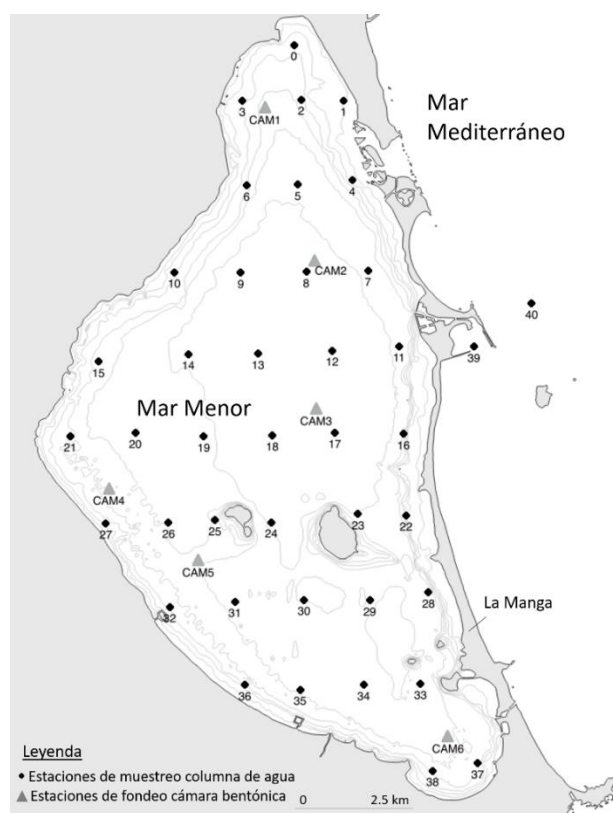 0
Mar
Mediterráneo
3
2
1
CAM1
6
5
4
10
9
8
CAM2
7
40
15
14
13
12
11
39
Mar Menor
CAM3
21
20
19
18
17
16
CAM4
27
26
25
24
23
22
CAM5
32
31
30
29
28
La Manga
36
35
34
33
CAM6
38
37
Leyenda
Estaciones de muestreo columna de agua
Estaciones de fondeo cámara bentónica
0 2.5 km